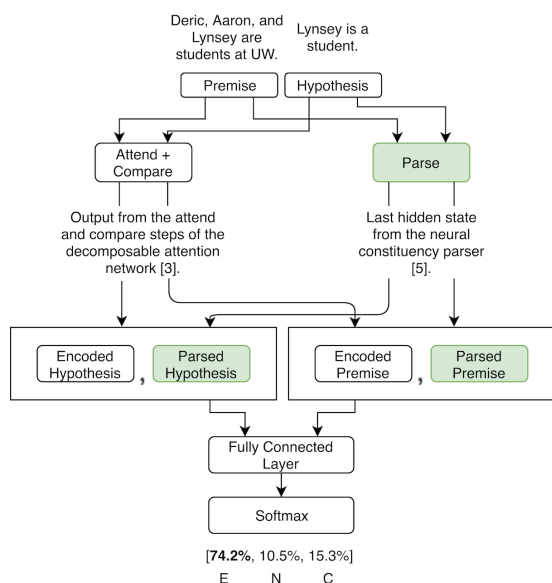 Deric, Aaron, and
Lynsey are
students at UW.
Lynsey is a
student.
Premise
Hypothesis
Attend +
Compare
Parse
Output from the attend
and compare steps of the
decomposable attention
network [3].
Last hidden state
from the neural
constituency parser
[5].
Encoded
Hypothesis
,
Parsed
Hypothesis
Encoded
Premise
,
Parsed
Premise
Fully Connected
Layer
Softmax
[74.2%, 10.5%, 15.3%]
E N C